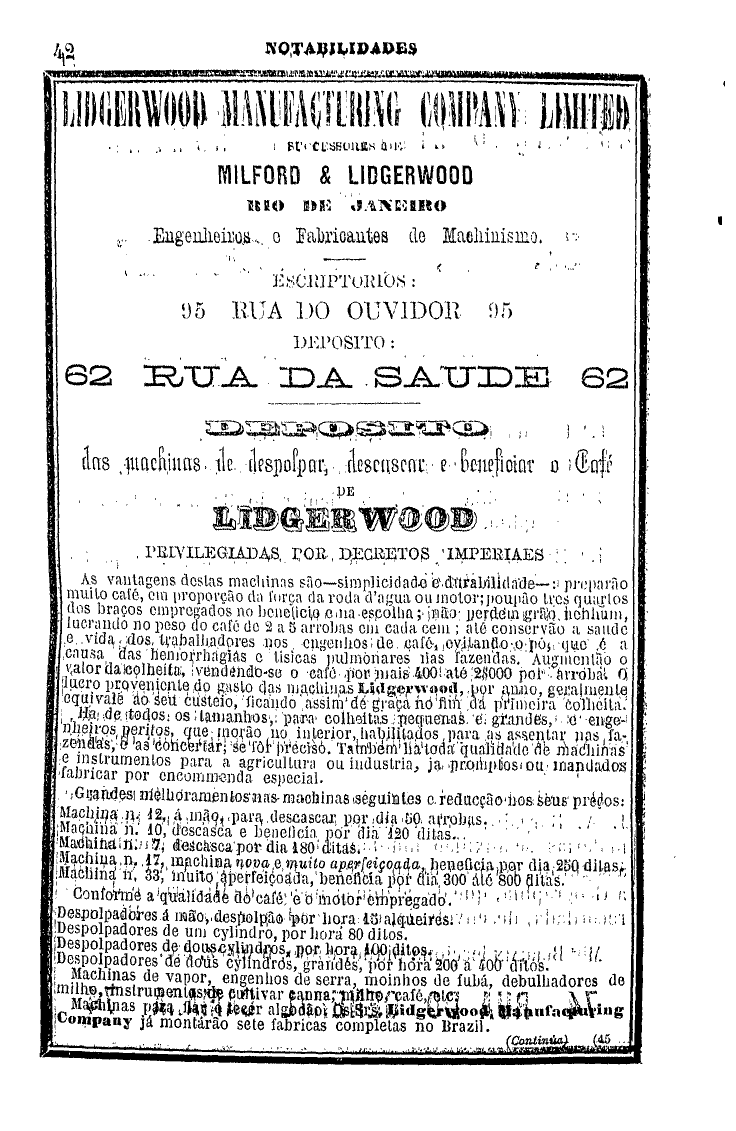 42 NOTABILIDADES
LIDGERWOOD MANUFACTURING COMPANY LIMITED
SUCCESSORES DE
MILFORD & LIDGERWOOD
RIO DE JANEIRO
Engenheiros e Fabricantes de Machinismo.
ESCRIPTORIOS:
95 RUA DO OUVIDOR 95
DEPOSITO:
62 RUA DA SAUDE 62
DEPOSITO
das machinas de despolpar, descascar e beneficiar o Café
DE
LIDGERWOOD
PRIVILEGIADAS POR DECRETOS IMPERIAES
As vantagens destas machinas são—simplicidade e durabilidade—: preparão
muito café, em proporção da força da roda d'agua ou motor; poupão tres quartos
dos braços empregados no beneficio e na escolha; não perdem grão nenhum,
lucrando no peso do café de 2 a 5 arrobas em cada cem; até conservão a saude
e vida dos trabalhadores nos engenhos de café, evitando o pó, que é a
causa das hemorrhagias e tisicas pulmonares nas fazendas. Augmentão o
valor da colheita, vendendo-se o café por mais 400 até 2$000 por arroba. O
lucro proveniente do gasto das machinas Lidgerwood, por anno, geralmente
equivale ao seu custeio, ficando assim de graça no fim da primeira colheita.
Ha de todos os tamanhos, para colheitas pequenas e grandes, e enge-
nheiros peritos, que morão no interior, habilitados para as assentar nas fa-
zendas, e as concertar, se fôr preciso. Tambem ha toda qualidade de machinas
e instrumentos para a agricultura ou industria, ja promptos ou mandados
fabricar por encommenda especial.
Grandes melhoramentos nas machinas seguintes e reducção nos seus preços:
Machina n. 12, á mão, para descascar por dia 50 arrobas.
Machina n. 10, descasca e beneficia por dia 120 ditas.
Machina n. 7, descasca por dia 180 ditas.
Machina n. 17, machina nova e muito aperfeiçoada, beneficia por dia 250 ditas.
Machina n. 33, muito aperfeiçoada, beneficia por dia 300 até 800 ditas.
Conforme a qualidade do café e o motor empregado.
Despolpadores á mão, despolpão por hora 15 alqueires.
Despolpadores de um cylindro, por hora 80 ditos.
Despolpadores de dous cylindros, por hora 100 ditos.
Despolpadores de dous cylindros, grandes, por hora 200 a 400 ditos.
Machinas de vapor, engenhos de serra, moinhos de fubá, debulhadores de
milho, instrumentos de cultivar canna, milho, café, etc.
Machinas para fiar e tecer algodão. Os Srs. Lidgerwood Manufacturing
Company já montárão sete fabricas completas no Brazil.
(Continúa) (45